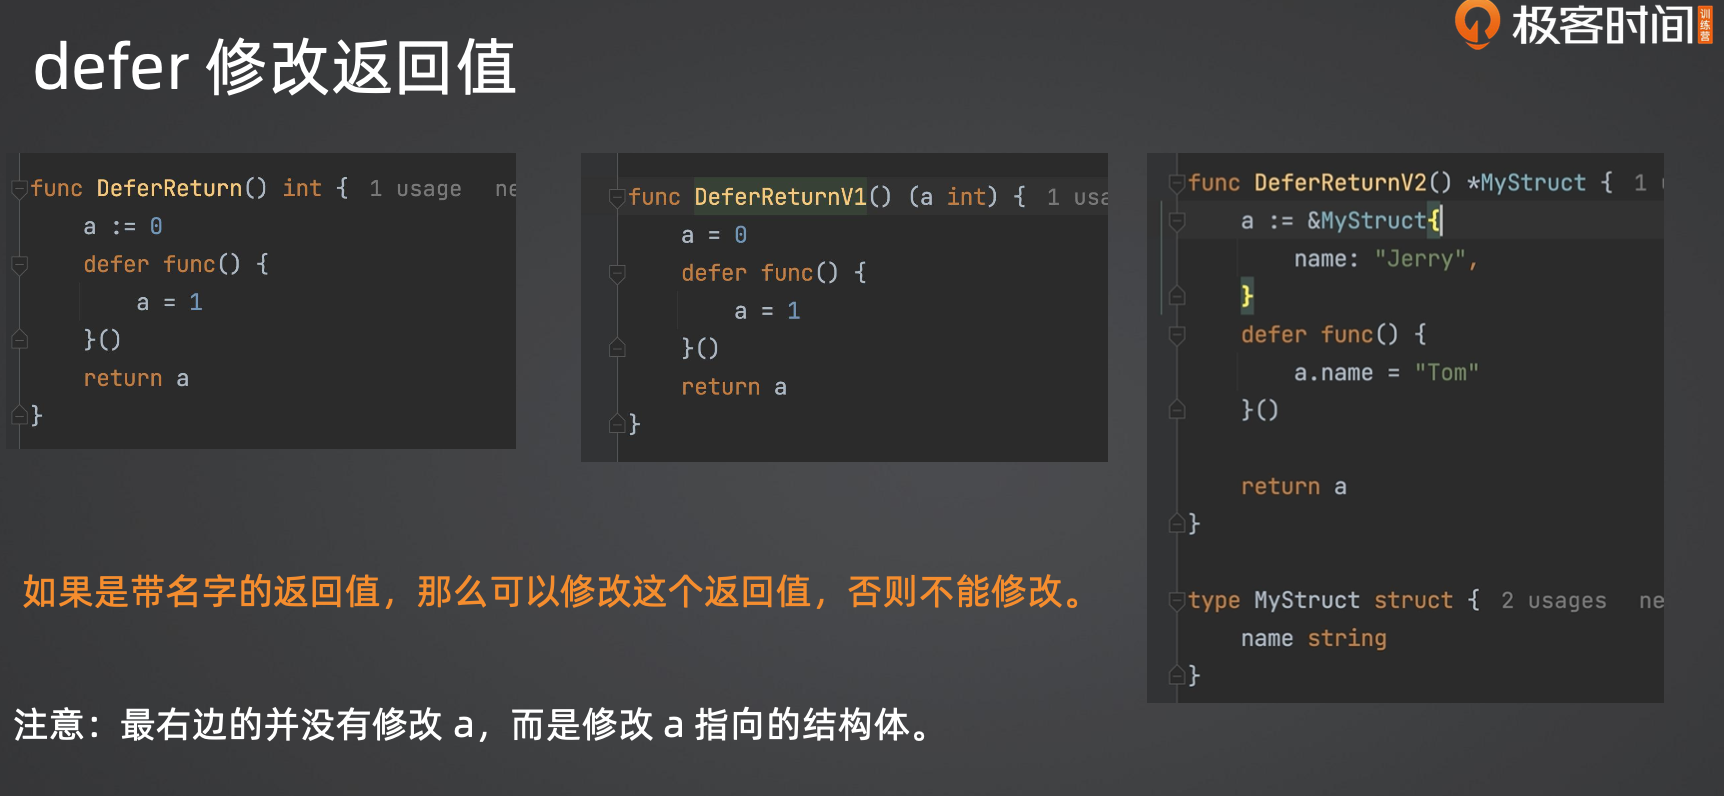 极客时间
训练营
defer 修改返回值
func DeferReturn() int { 1 usage ne
a := 0
defer func() {
a = 1
}()
return a
}
func DeferReturnV1() (a int) { 1 usa
a = 0
defer func() {
a = 1
}()
return a
}
func DeferReturnV2() *MyStruct { 1
a := &MyStruct{
name: "Jerry",
}
defer func() {
a.name = "Tom"
}()
return a
}
type MyStruct struct { 2 usages ne
name string
}
如果是带名字的返回值，那么可以修改这个返回值，否则不能修改。
注意：最右边的并没有修改 a，而是修改 a 指向的结构体。